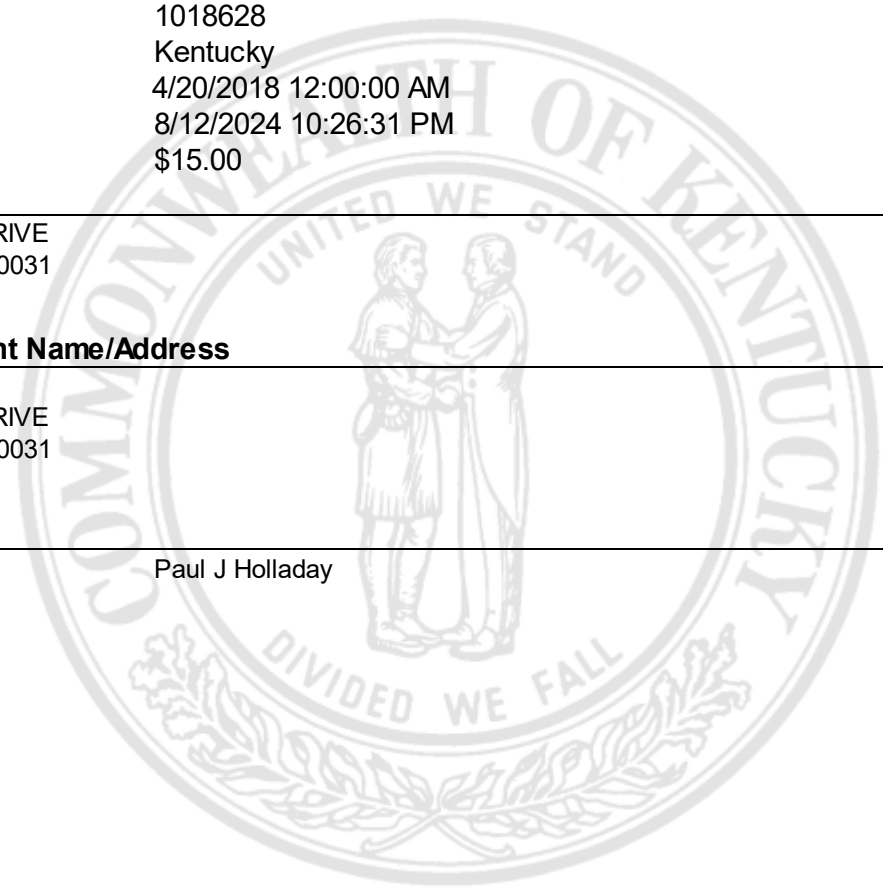 1018628
Kentucky
4/20/2018 12:00:00 AM
8/12/2024 10:26:31 PM
$15.00
COMMONWEALTH OF KENTUCKY
UNITED WE STAND
RIVE
0031
nt Name/Address
RIVE
0031
Paul J Holladay
DIVIDED WE FALL